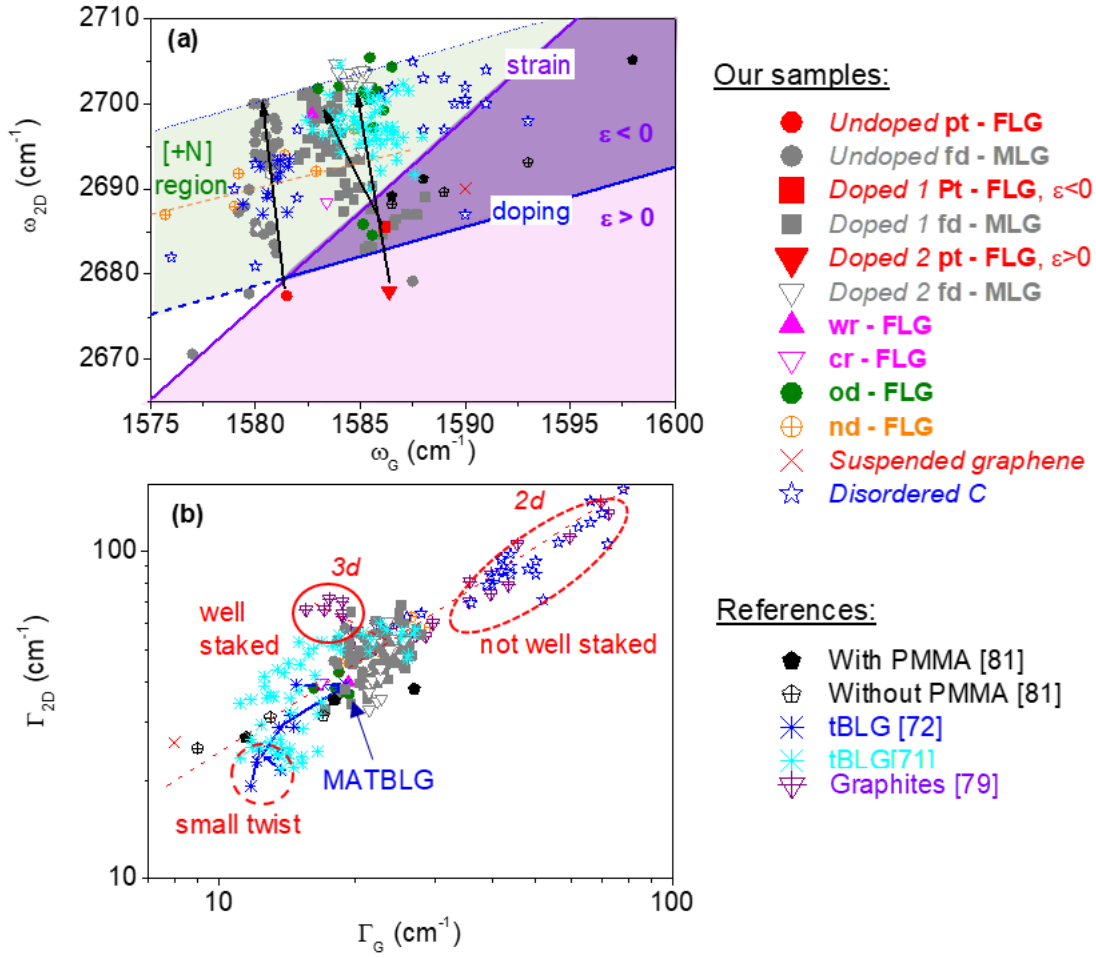 (a)
2710
2700
2690
2680
2670
ω2D (cm-1)
strain
[+N]
region
ε < 0
doping
ε > 0
1575 1580 1585 1590 1595 1600
ωG (cm-1)
(b)
2d
100
3d
well
staked
not well staked
Γ2D (cm-1)
MATBLG
small twist
10
10 100
ΓG (cm-1)
Our samples:
Undoped pt - FLG
Undoped fd - MLG
Doped 1 Pt - FLG, ε<0
Doped 1 fd - MLG
Doped 2 pt - FLG, ε>0
Doped 2 fd - MLG
wr - FLG
cr - FLG
od - FLG
nd - FLG
Suspended graphene
Disordered C
References:
With PMMA [81]
Without PMMA [81]
tBLG [72]
tBLG[71]
Graphites [79]